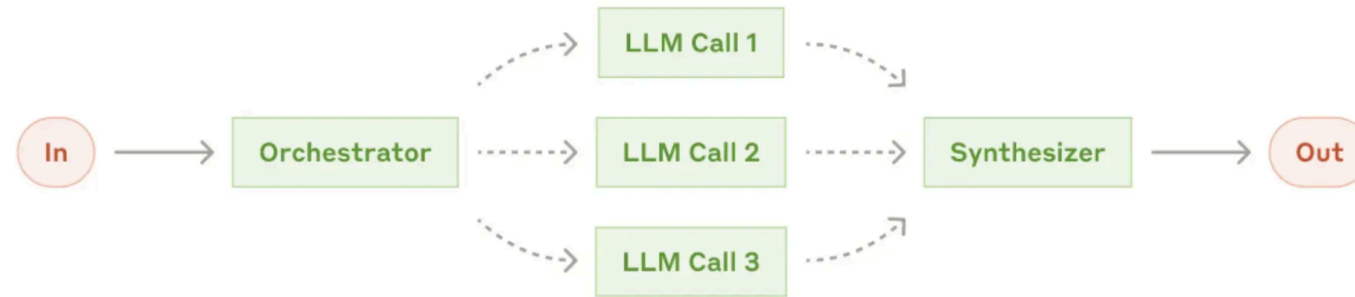 In
Orchestrator
LLM Call 1
LLM Call 2
LLM Call 3
Synthesizer
Out